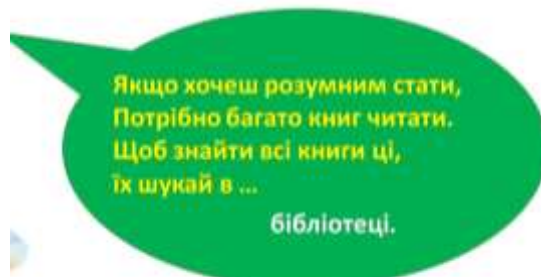 Якщо хочеш розумним стати,
Потрібно багато книг читати.
Щоб знайти всі книги ці,
їх шукай в ...
бібліотеці.